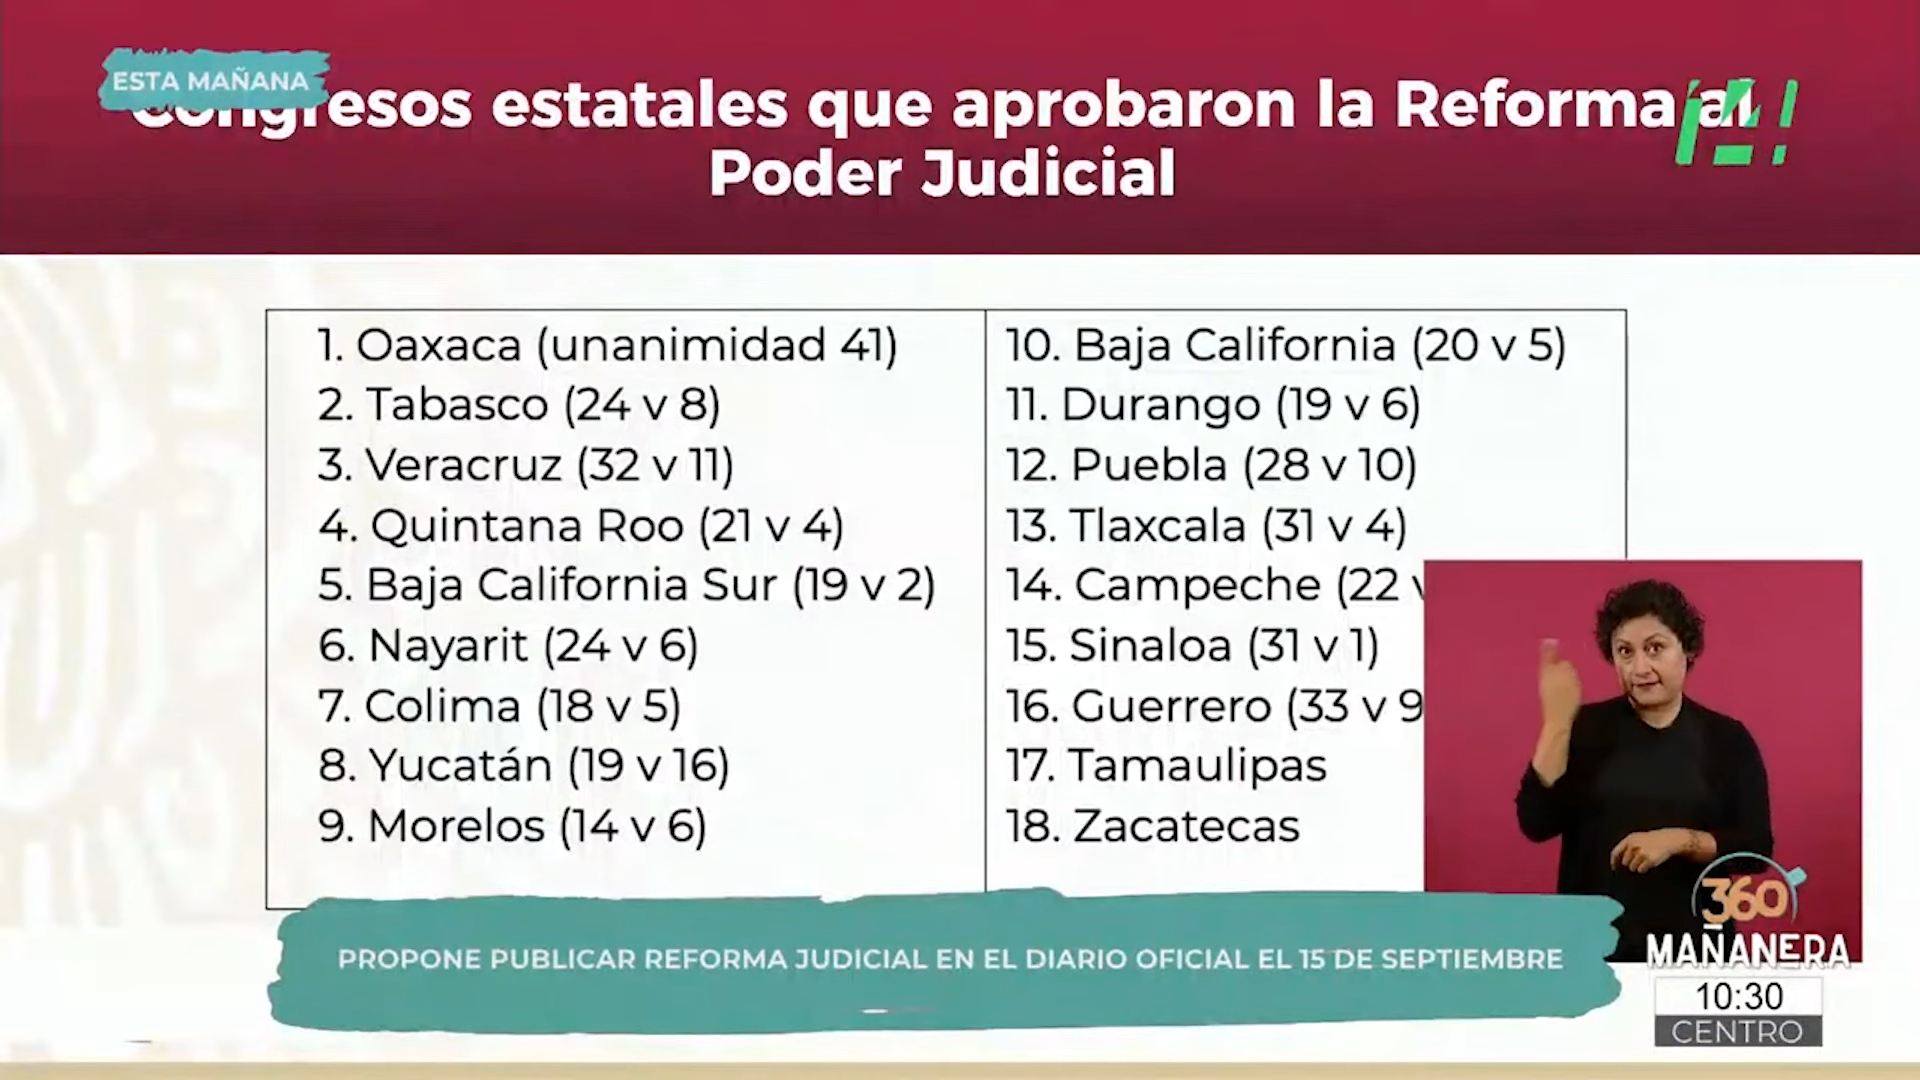 ESTA MAÑANA
Congresos estatales que aprobaron la Reforma al
Poder Judicial
1. Oaxaca (unanimidad 41)
2. Tabasco (24 v 8)
3. Veracruz (32 v 11)
4. Quintana Roo (21 v 4)
5. Baja California Sur (19 v 2)
6. Nayarit (24 v 6)
7. Colima (18 v 5)
8. Yucatán (19 v 16)
9. Morelos (14 v 6)
10. Baja California (20 v 5)
11. Durango (19 v 6)
12. Puebla (28 v 10)
13. Tlaxcala (31 v 4)
14. Campeche (22 v
15. Sinaloa (31 v 1)
16. Guerrero (33 v 9
17. Tamaulipas
18. Zacatecas
PROPONE PUBLICAR REFORMA JUDICIAL EN EL DIARIO OFICIAL EL 15 DE SEPTIEMBRE
360
MAÑANERA
10:30
CENTRO